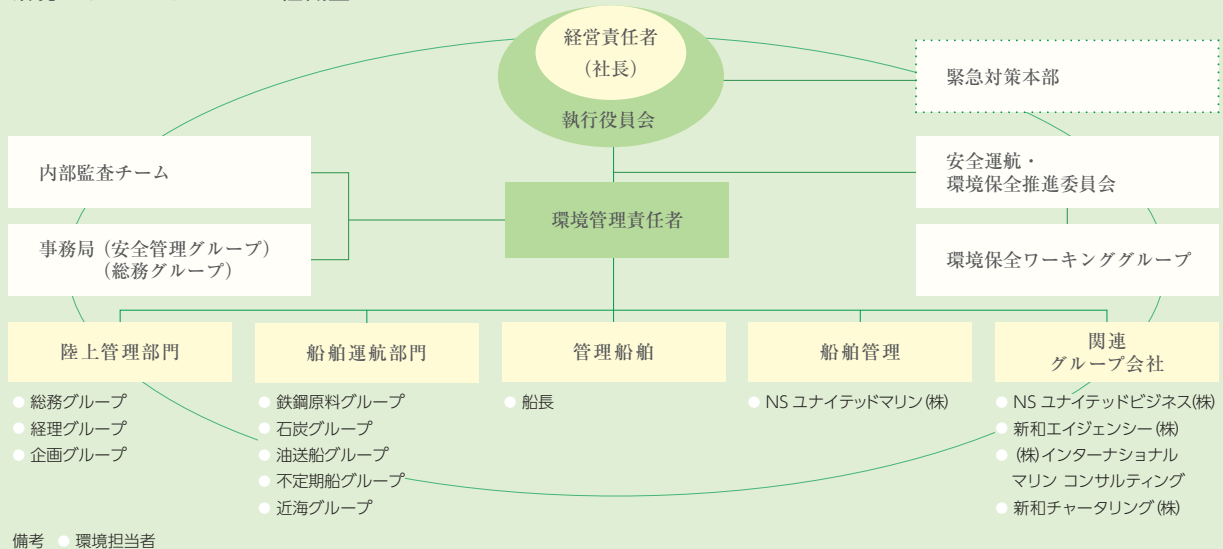 経営責任者
(社長)
執行役員会
緊急対策本部
内部監査チーム
安全運航・
環境保全推進委員会
環境管理責任者
事務局（安全管理グループ）
（総務グループ）
環境保全ワーキンググループ
陸上管理部門
● 総務グループ
● 経理グループ
● 企画グループ
船舶運航部門
● 鉄鋼原料グループ
● 石炭グループ
● 油送船グループ
● 不定期船グループ
● 近海グループ
管理船舶
● 船長
船舶管理
● NS ユナイテッドマリン(株)
関連
グループ会社
● NS ユナイテッドビジネス(株)
● 新和エイジェンシー(株)
● (株)インターナショナル
マリン コンサルティング
● 新和チャータリング(株)
備考 ● 環境担当者